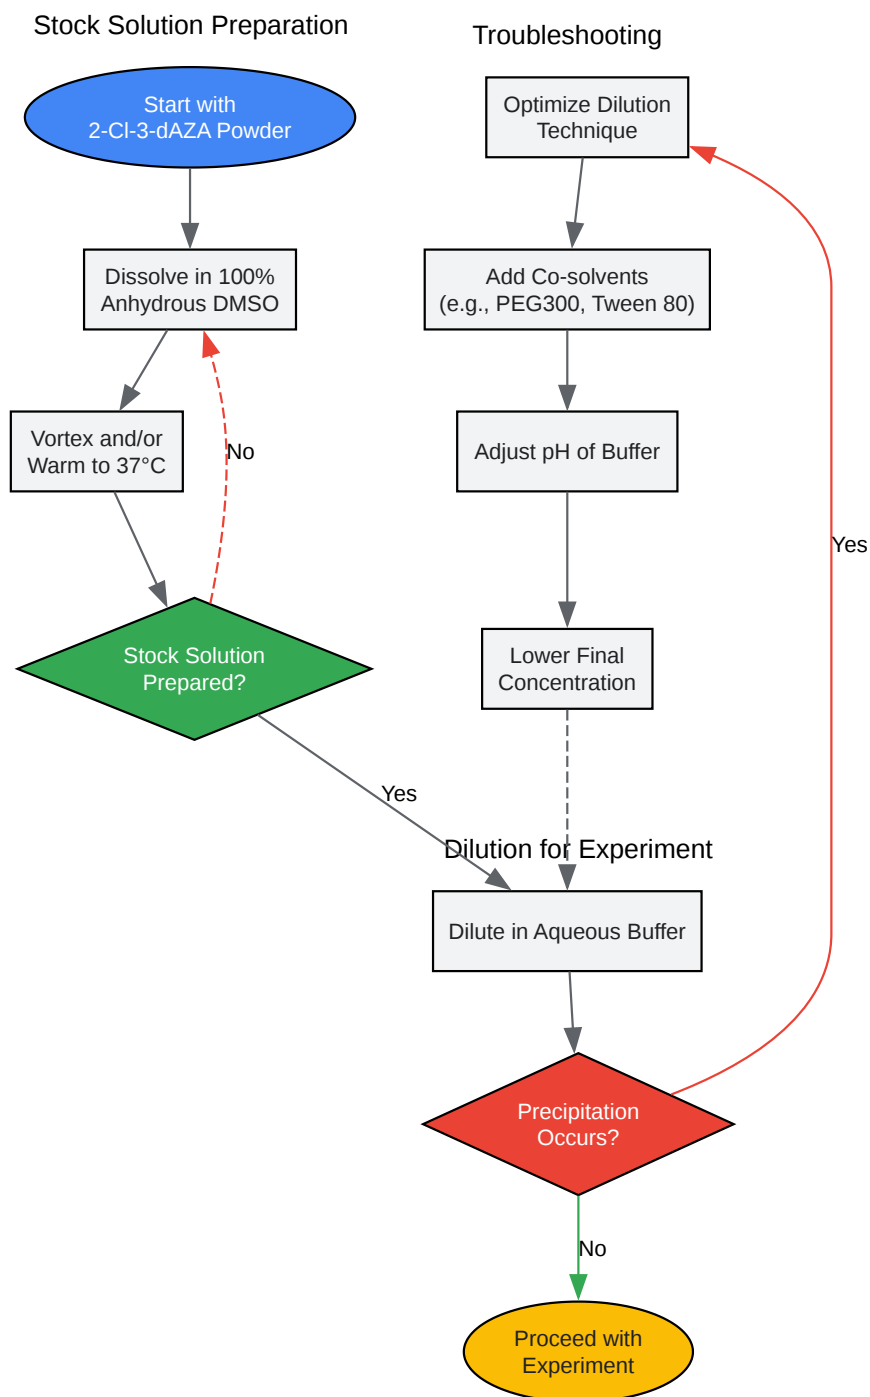 Stock Solution Preparation
Start with
2-Cl-3-dAZA Powder
Dissolve in 100%
Anhydrous DMSO
Vortex and/or
Warm to 37°C
No
Stock Solution
Prepared?
Yes
Troubleshooting
Optimize Dilution
Technique
Add Co-solvents
(e.g., PEG300, Tween 80)
Adjust pH of Buffer
Lower Final
Concentration
Yes
Dilution for Experiment
Dilute in Aqueous Buffer
Precipitation
Occurs?
No
Proceed with
Experiment